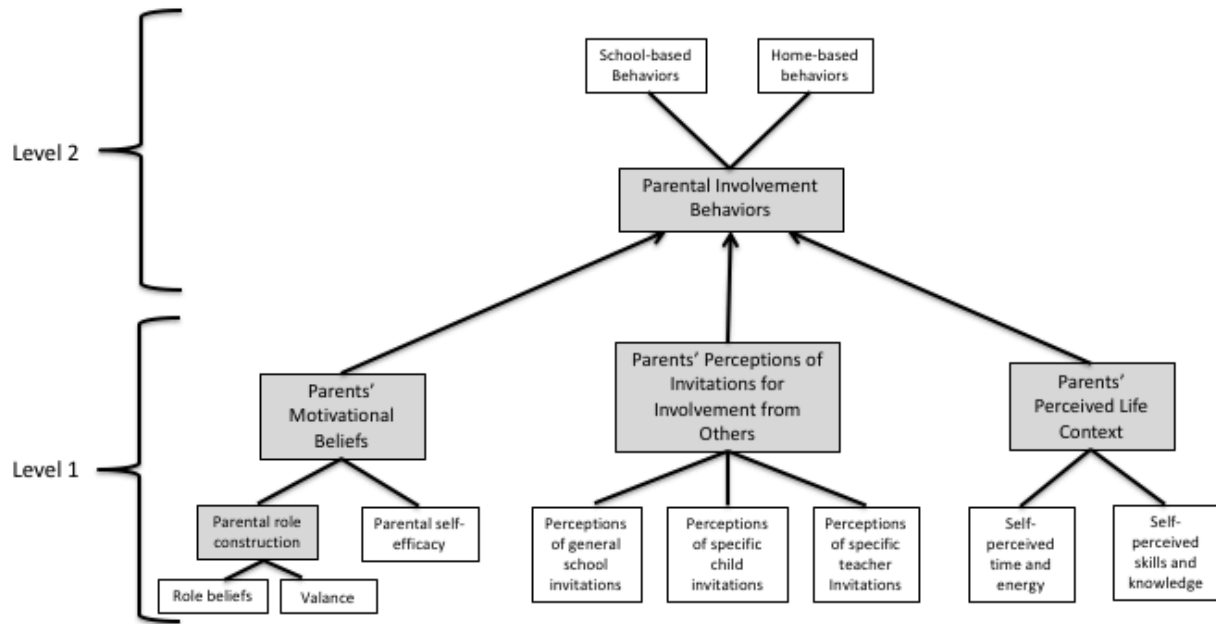 School-based
Behaviors
Home-based
behaviors
Level 2
Parental Involvement
Behaviors
Parents’
Motivational
Beliefs
Parents’ Perceptions of
Invitations for
Involvement from
Others
Parents’
Perceived Life
Context
Level 1
Parental role
construction
Parental self-
efficacy
Perceptions
of general
school
invitations
Perceptions
of specific
child
invitations
Perceptions
of specific
teacher
Invitations
Self-
perceived
time and
energy
Self-
perceived
skills and
knowledge
Role beliefs
Valance